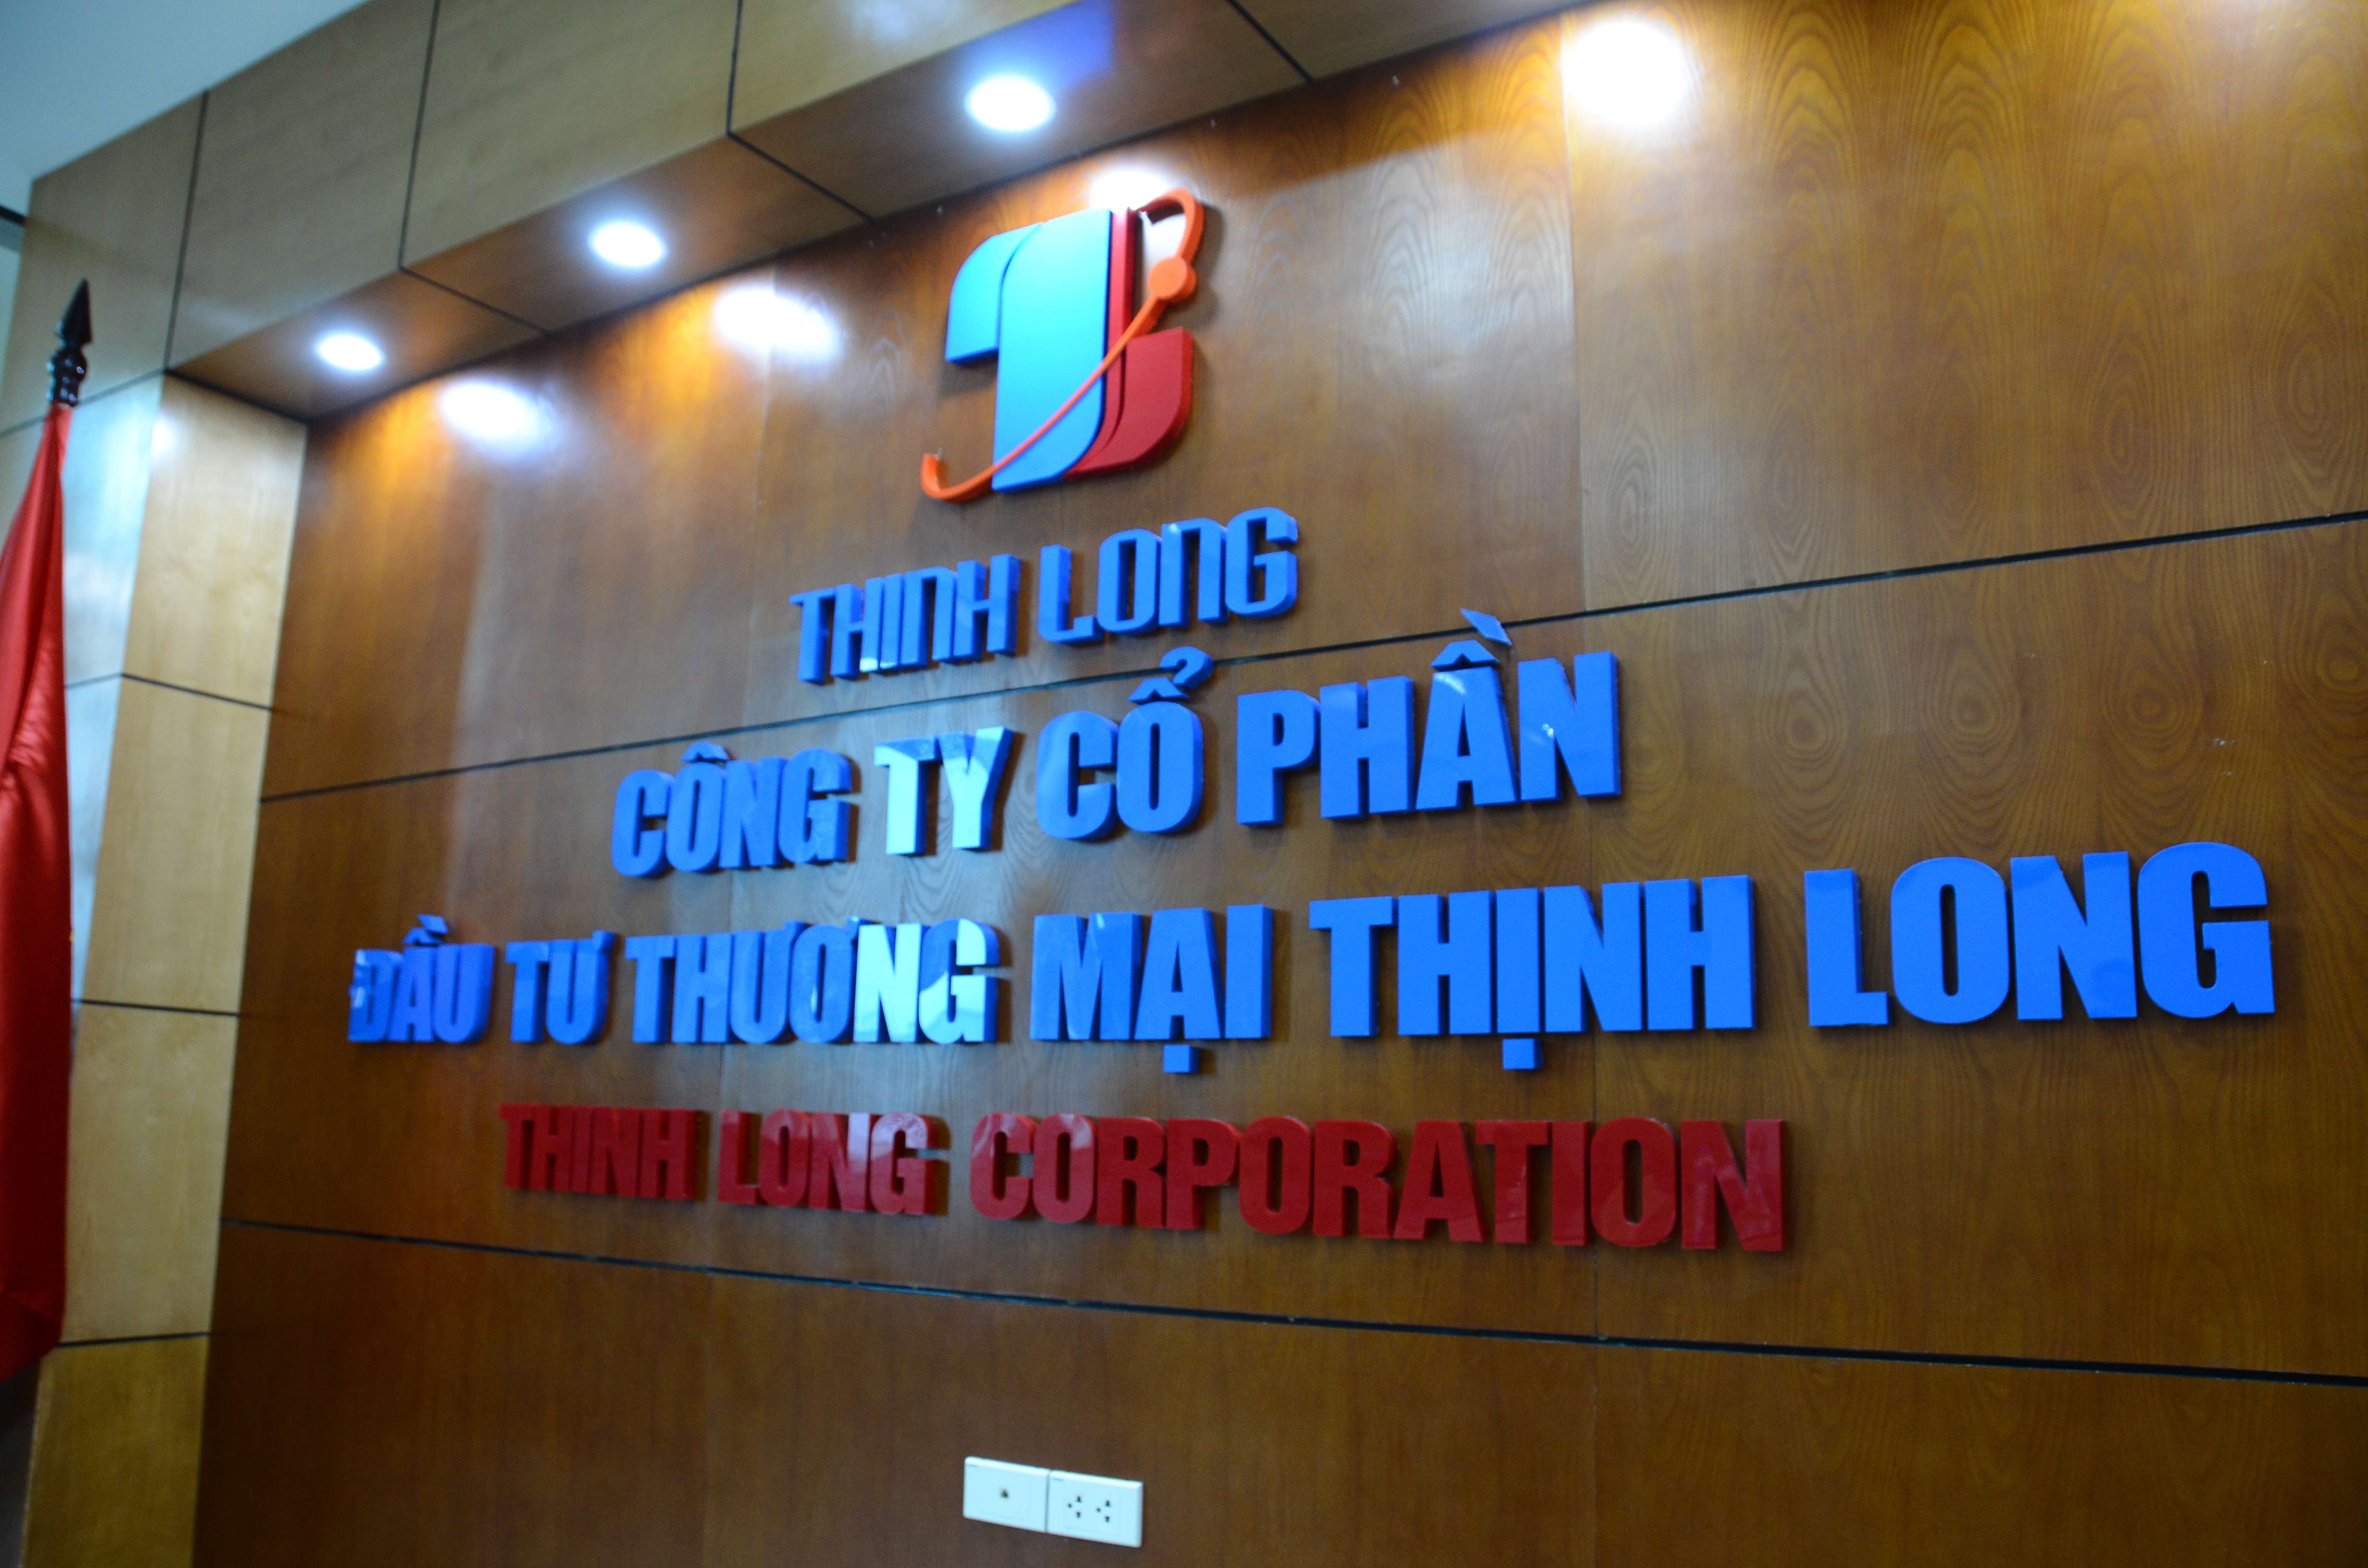 THINH LONG
CÔNG TY CỔ PHẦN
ĐẦU TƯ THƯƠNG MẠI THỊNH LONG
THINH LONG CORPORATION